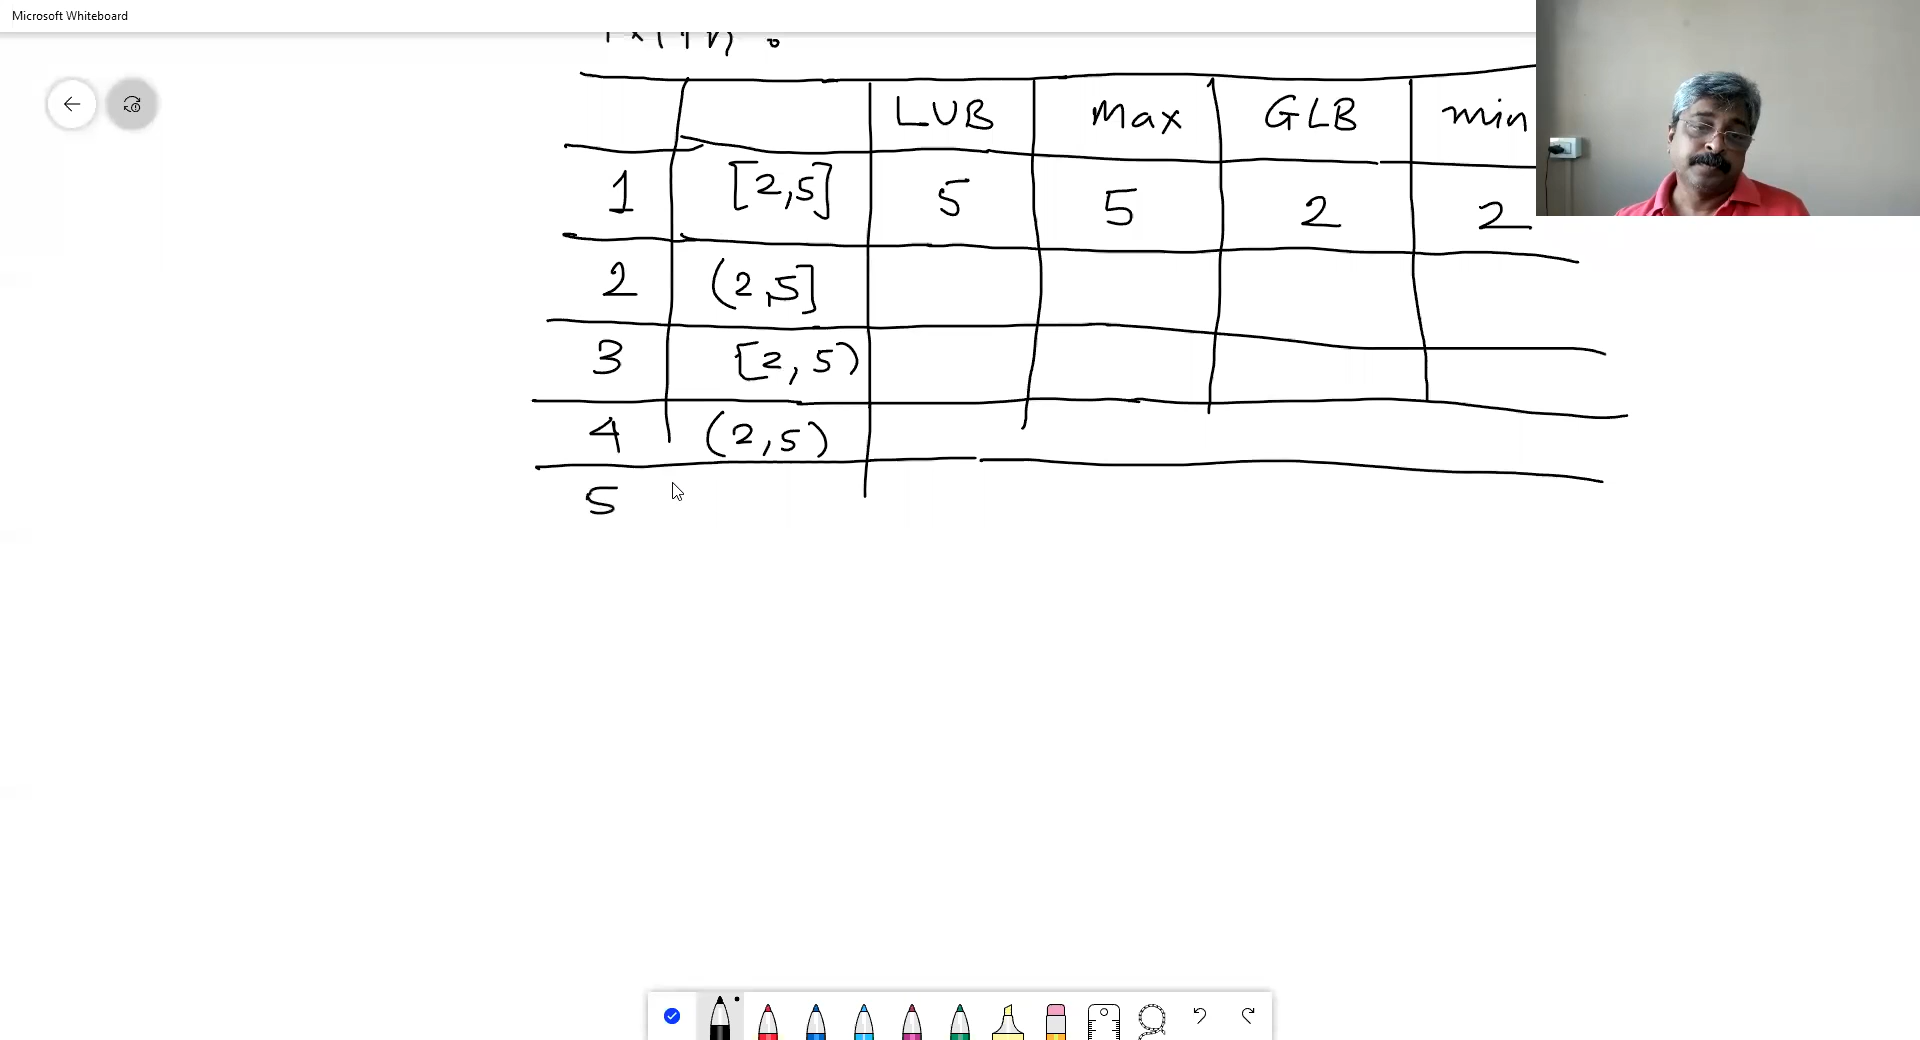 Microsoft Whiteboard
LUB Max GLB min
1 [2,5] 5 5 2 2
2 (2,5]
3 [2,5)
4 (2,5)
5